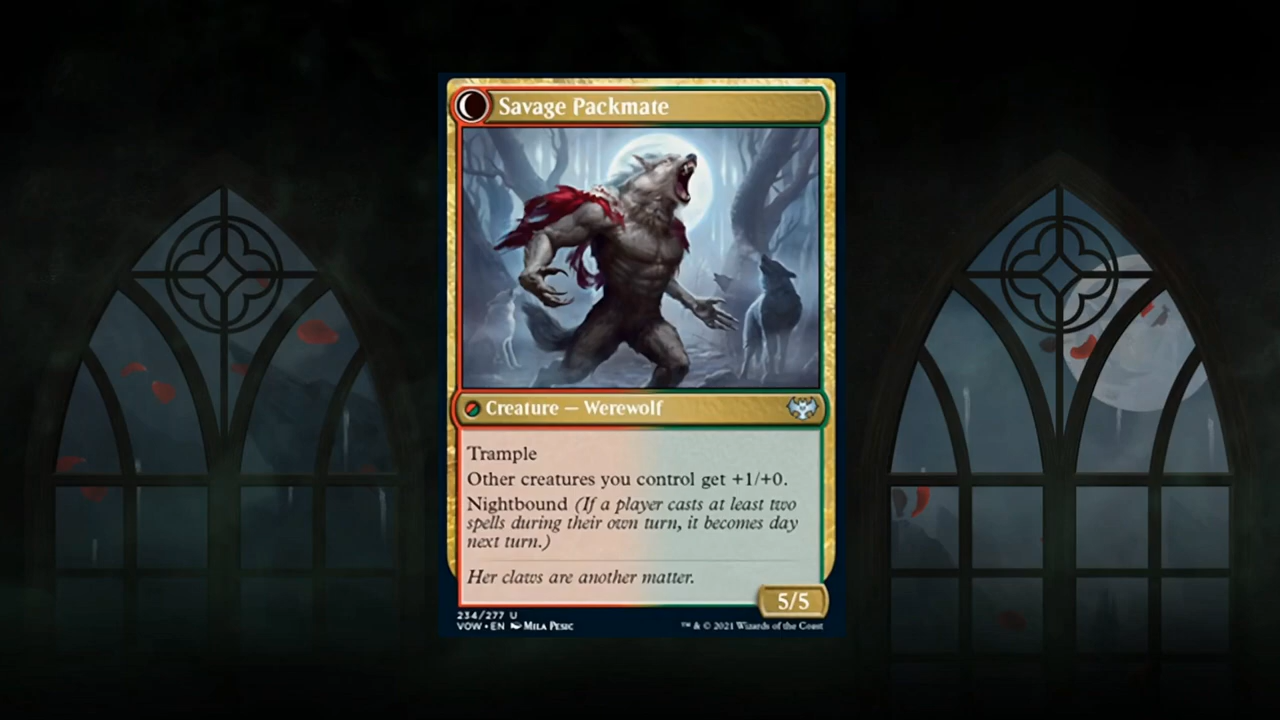 Savage Packmate
Creature — Werewolf
Trample
Other creatures you control get +1/+0.
Nightbound (If a player casts at least two
spells during their own turn, it becomes day
next turn.)
Her claws are another matter.
5/5
234/277 U
VOW • EN Mila Pesic
™ & © 2021 Wizards of the Coast